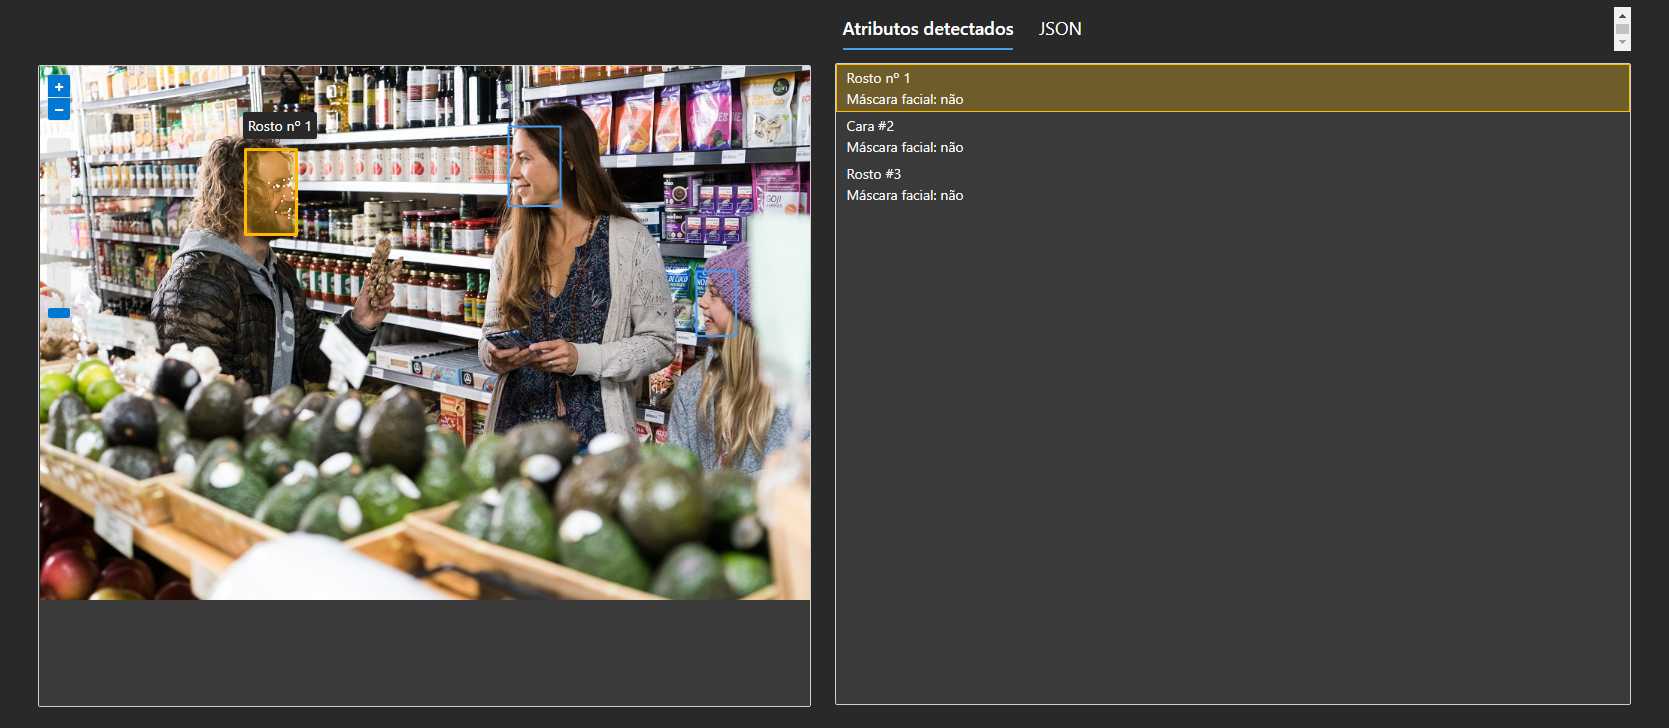 Atributos detectados
JSON
+
−
Rosto nº 1
GOJI
Rosto nº 1
Máscara facial: não
Cara #2
Máscara facial: não
Rosto #3
Máscara facial: não